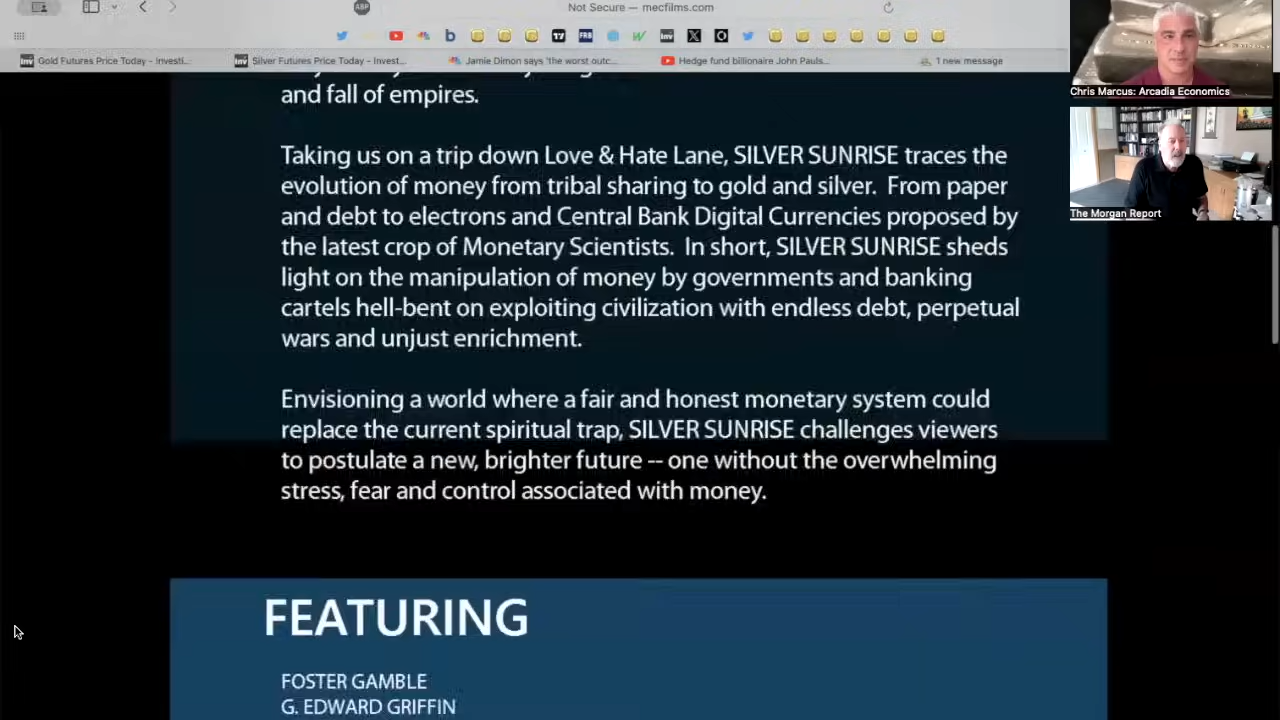 ABP
Not Secure — mecfilms.com
Gold Futures Price Today - Investi...
Silver Futures Price Today - Invest...
Jamie Dimon says 'the worst outc...
Hedge fund billionaire John Pauls...
1 new message
Chris Marcus: Arcadia Economics
The Morgan Report
and fall of empires.
Taking us on a trip down Love & Hate Lane, SILVER SUNRISE traces the
evolution of money from tribal sharing to gold and silver.  From paper
and debt to electrons and Central Bank Digital Currencies proposed by
the latest crop of Monetary Scientists.  In short, SILVER SUNRISE sheds
light on the manipulation of money by governments and banking
cartels hell-bent on exploiting civilization with endless debt, perpetual
wars and unjust enrichment.
Envisioning a world where a fair and honest monetary system could
replace the current spiritual trap, SILVER SUNRISE challenges viewers
to postulate a new, brighter future -- one without the overwhelming
stress, fear and control associated with money.
FEATURING
FOSTER GAMBLE
G. EDWARD GRIFFIN